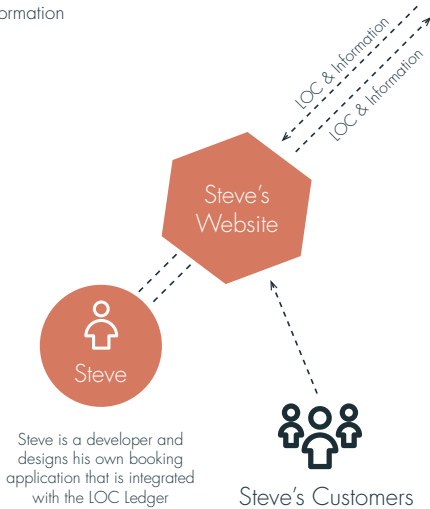 ormation
LOC & Information
LOC & Information
Steve's
Website
Steve
Steve is a developer and
designs his own booking
application that is integrated
with the LOC Ledger
Steve's Customers